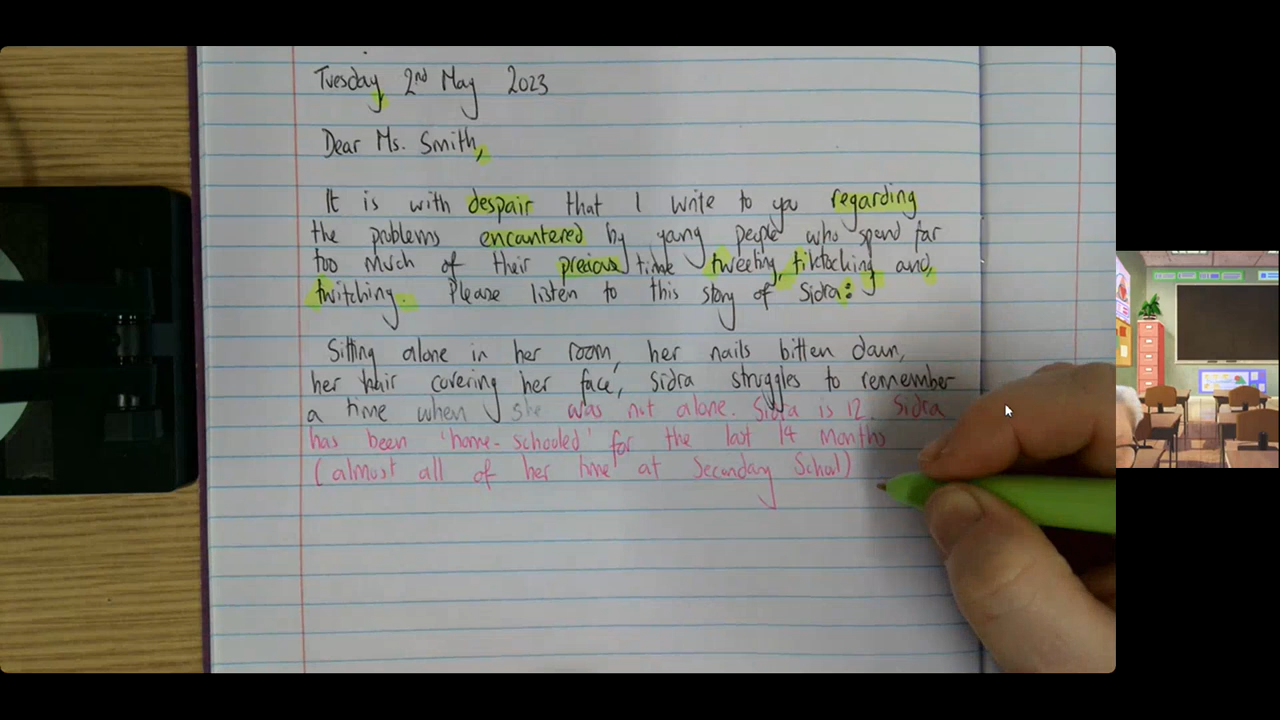 Tuesday 2nd May 2023
Dear Ms. Smith,
It is with despair that I write to you regarding
the problems encountered by young people who spend far
too much of their precious time tweeting, tiktocking and,
twitching. Please listen to this story of Sidra:
Sitting alone in her room, her nails bitten down,
her hair covering her face, Sidra struggles to remember
a time when she was not alone. Sidra is 12. Sidra
has been 'home-schooled' for the last 14 months
(almost all of her time at Secondary School)